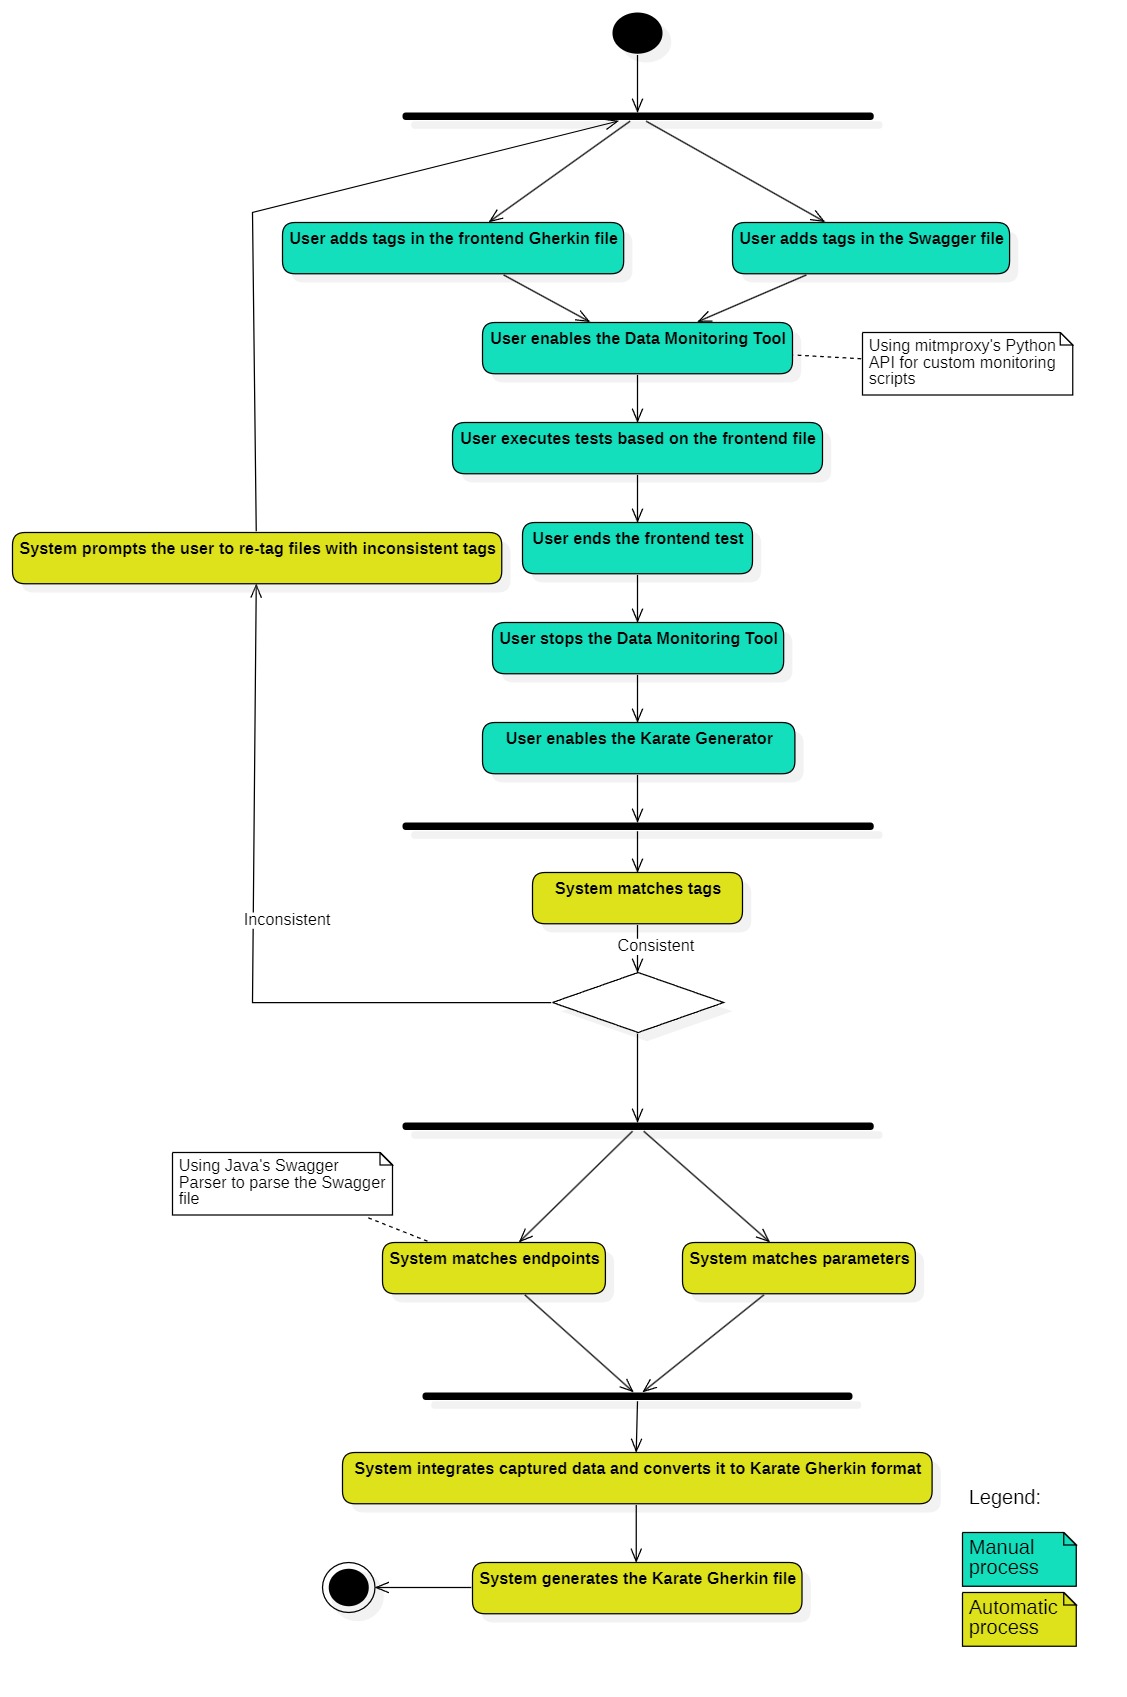 User adds tags in the frontend Gherkin file
User adds tags in the Swagger file
User enables the Data Monitoring Tool
Using mitmproxy's Python
API for custom monitoring
scripts
User executes tests based on the frontend file
System prompts the user to re-tag files with inconsistent tags
User ends the frontend test
User stops the Data Monitoring Tool
User enables the Karate Generator
System matches tags
Inconsistent
Consistent
Using Java's Swagger
Parser to parse the Swagger
file
System matches endpoints
System matches parameters
System integrates captured data and converts it to Karate Gherkin format
System generates the Karate Gherkin file
Legend:
Manual
process
Automatic
process